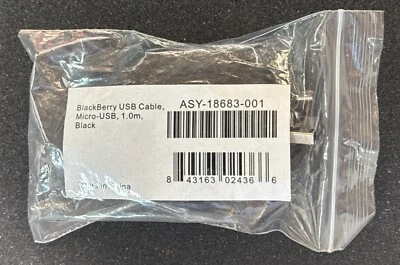 BlackBerry USB Cable,
Micro-USB, 1.0m,
Black
ASY-18683-001
8 43163 02436 6